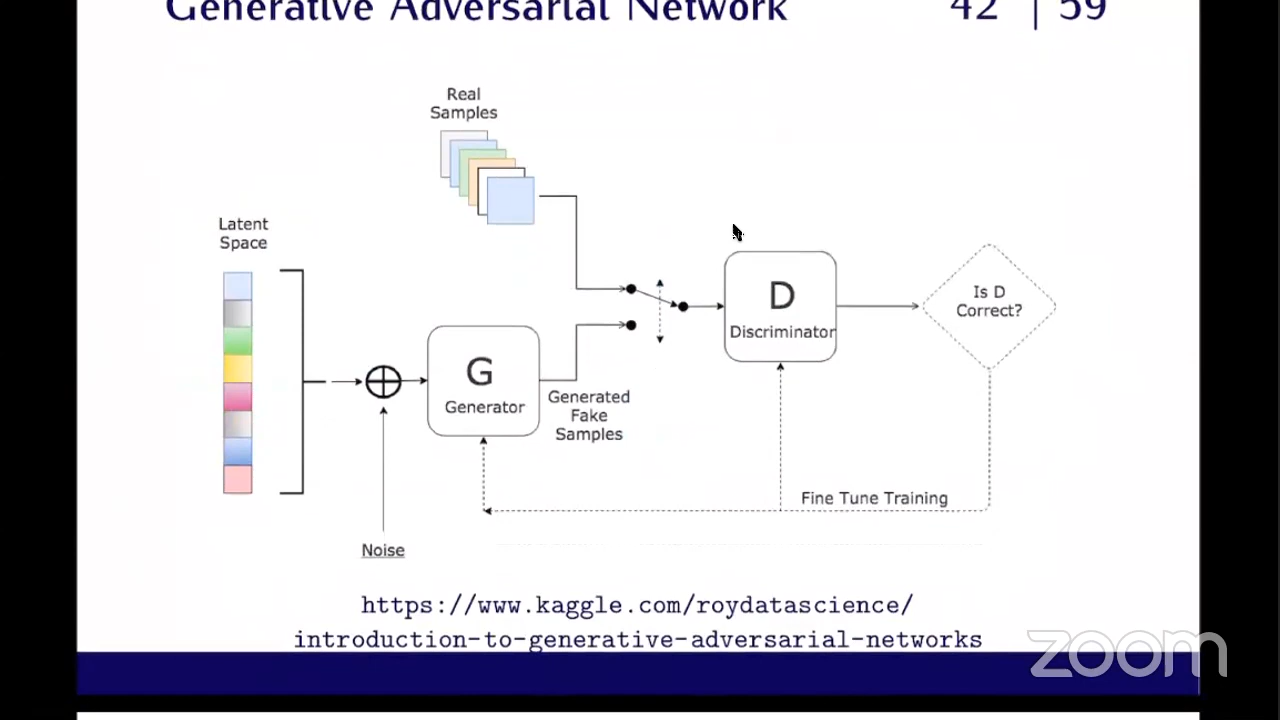 Generative Adversarial Network
42 | 59
Real
Samples
Latent
Space
D
Discriminator
Is D
Correct?
G
Generator
Generated
Fake
Samples
Fine Tune Training
Noise
https://www.kaggle.com/roydatascience/
introduction-to-generative-adversarial-networks
zoom